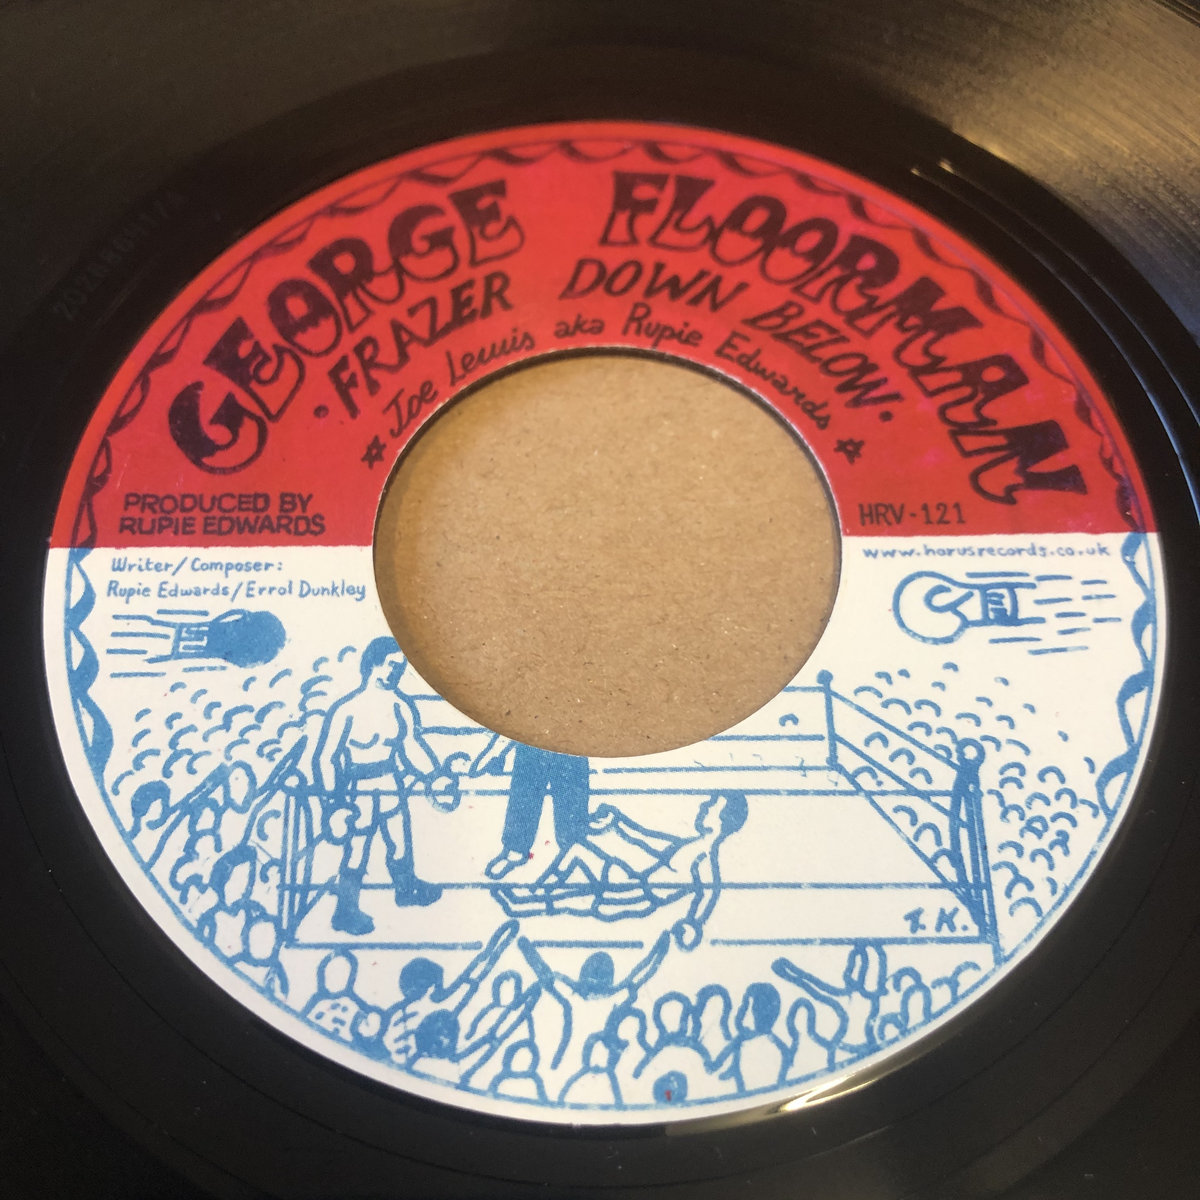 GEORGE FLOORMAN
·FRAZER DOWN BELOW·
Joe Lewis aka Rupie Edwards
PRODUCED BY
RUPIE EDWARDS
HRV-121
Writer/Composer:
Rupie Edwards/Errol Dunkley
www.horusrecords.co.uk
T.K.